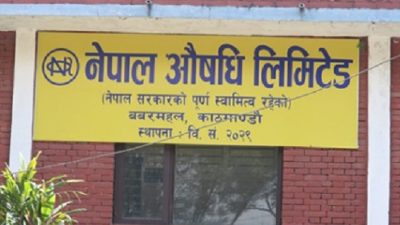 नेपाल औषधि लिमिटेड
(नेपाल सरकारको पूर्ण स्वामित्व रहेको)
बबरमहल, काठमाण्डौ
स्थापना : वि. सं. २०२९